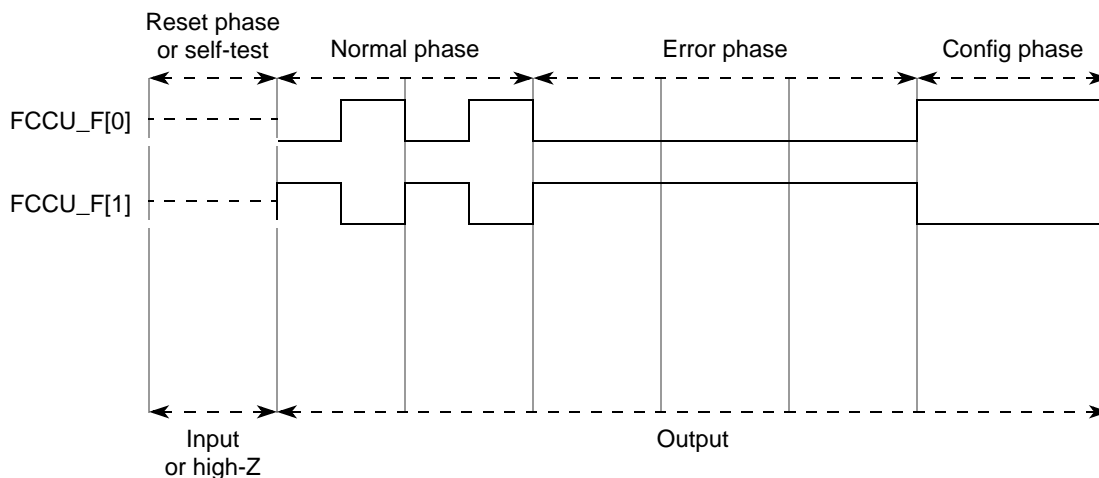 Reset phase
or self-test
Normal phase
Error phase
Config phase
FCCU_F[0]
FCCU_F[1]
Input
or high-Z
Output